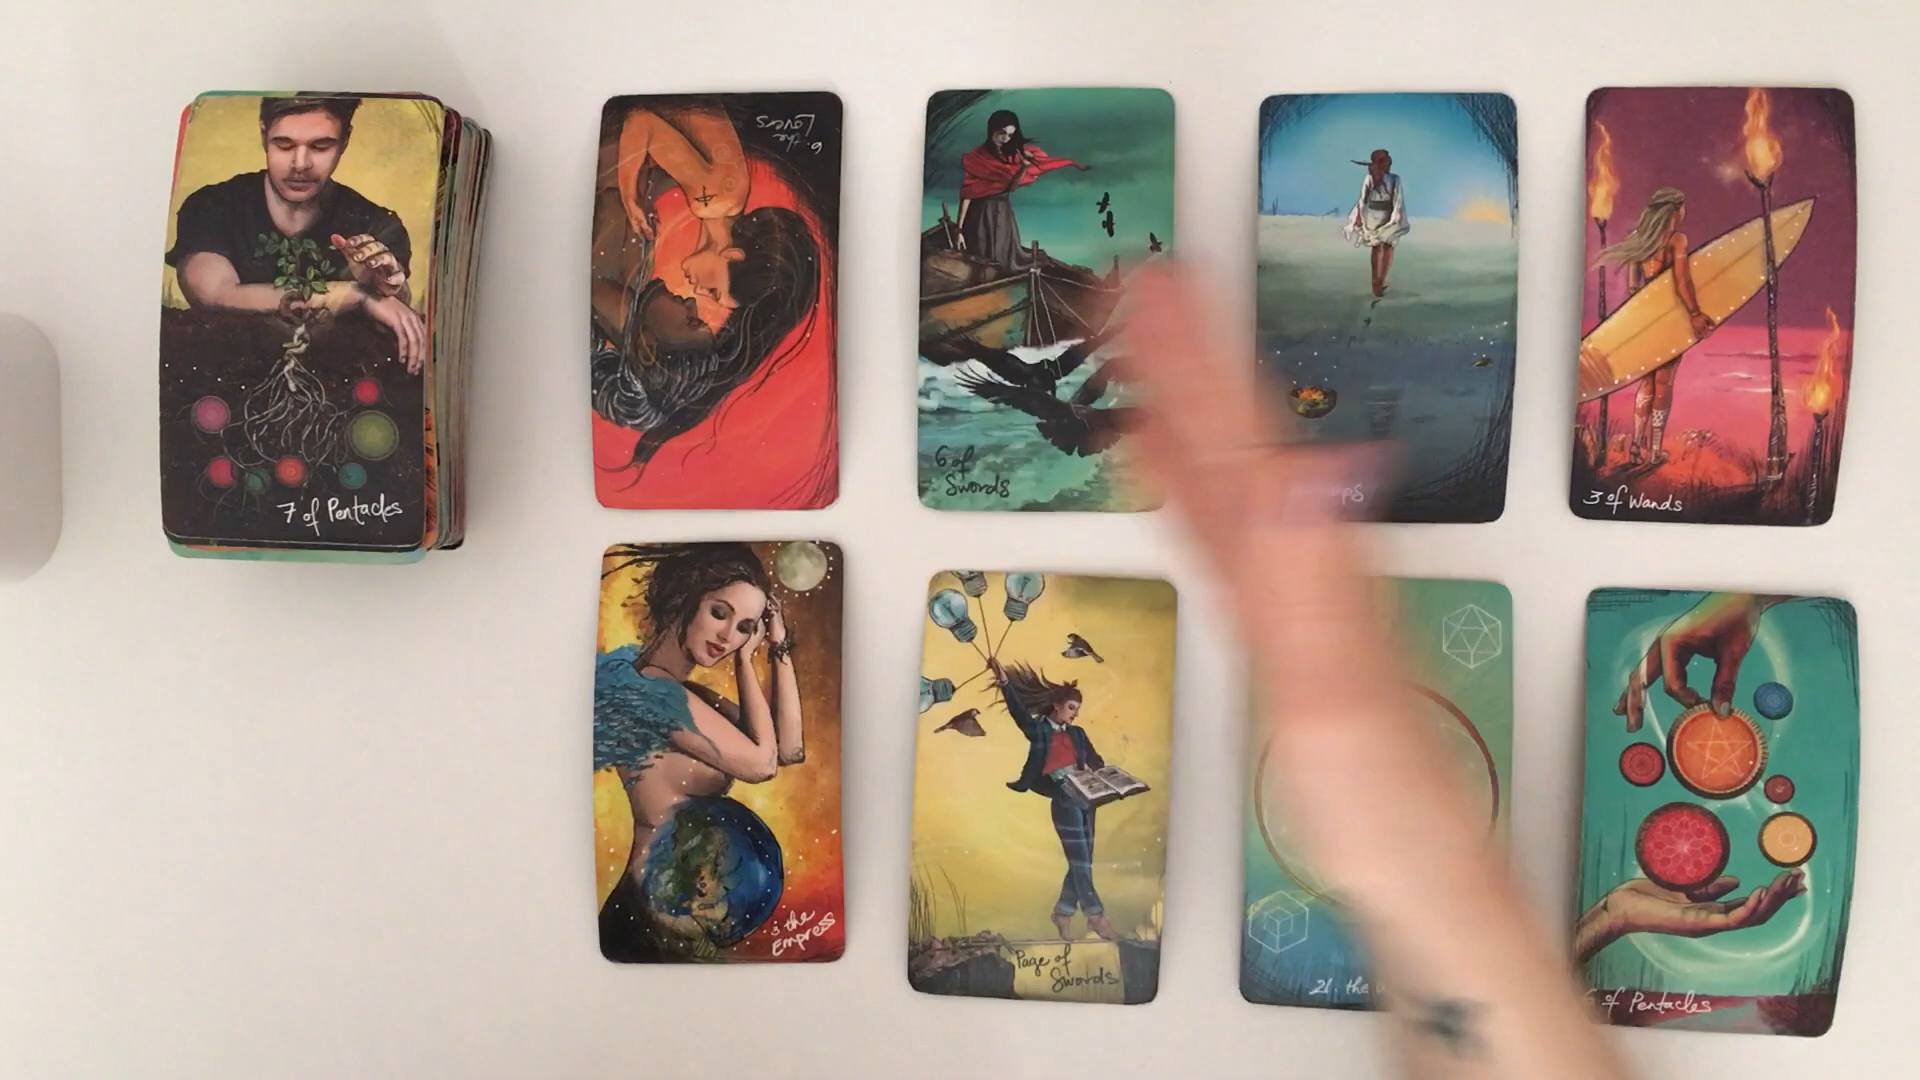 7 of Pentacles
6. the
Lovers
6 of
Swords
3 of Wands
3 the
Empress
Page of
Swords
21. the
of Pentacles